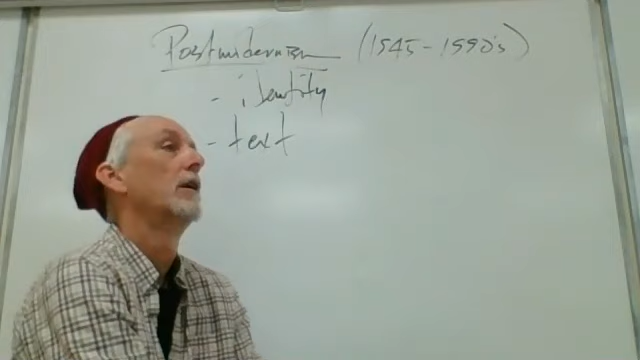 Postmodernism (1945 - 1990's)
- identity
- text